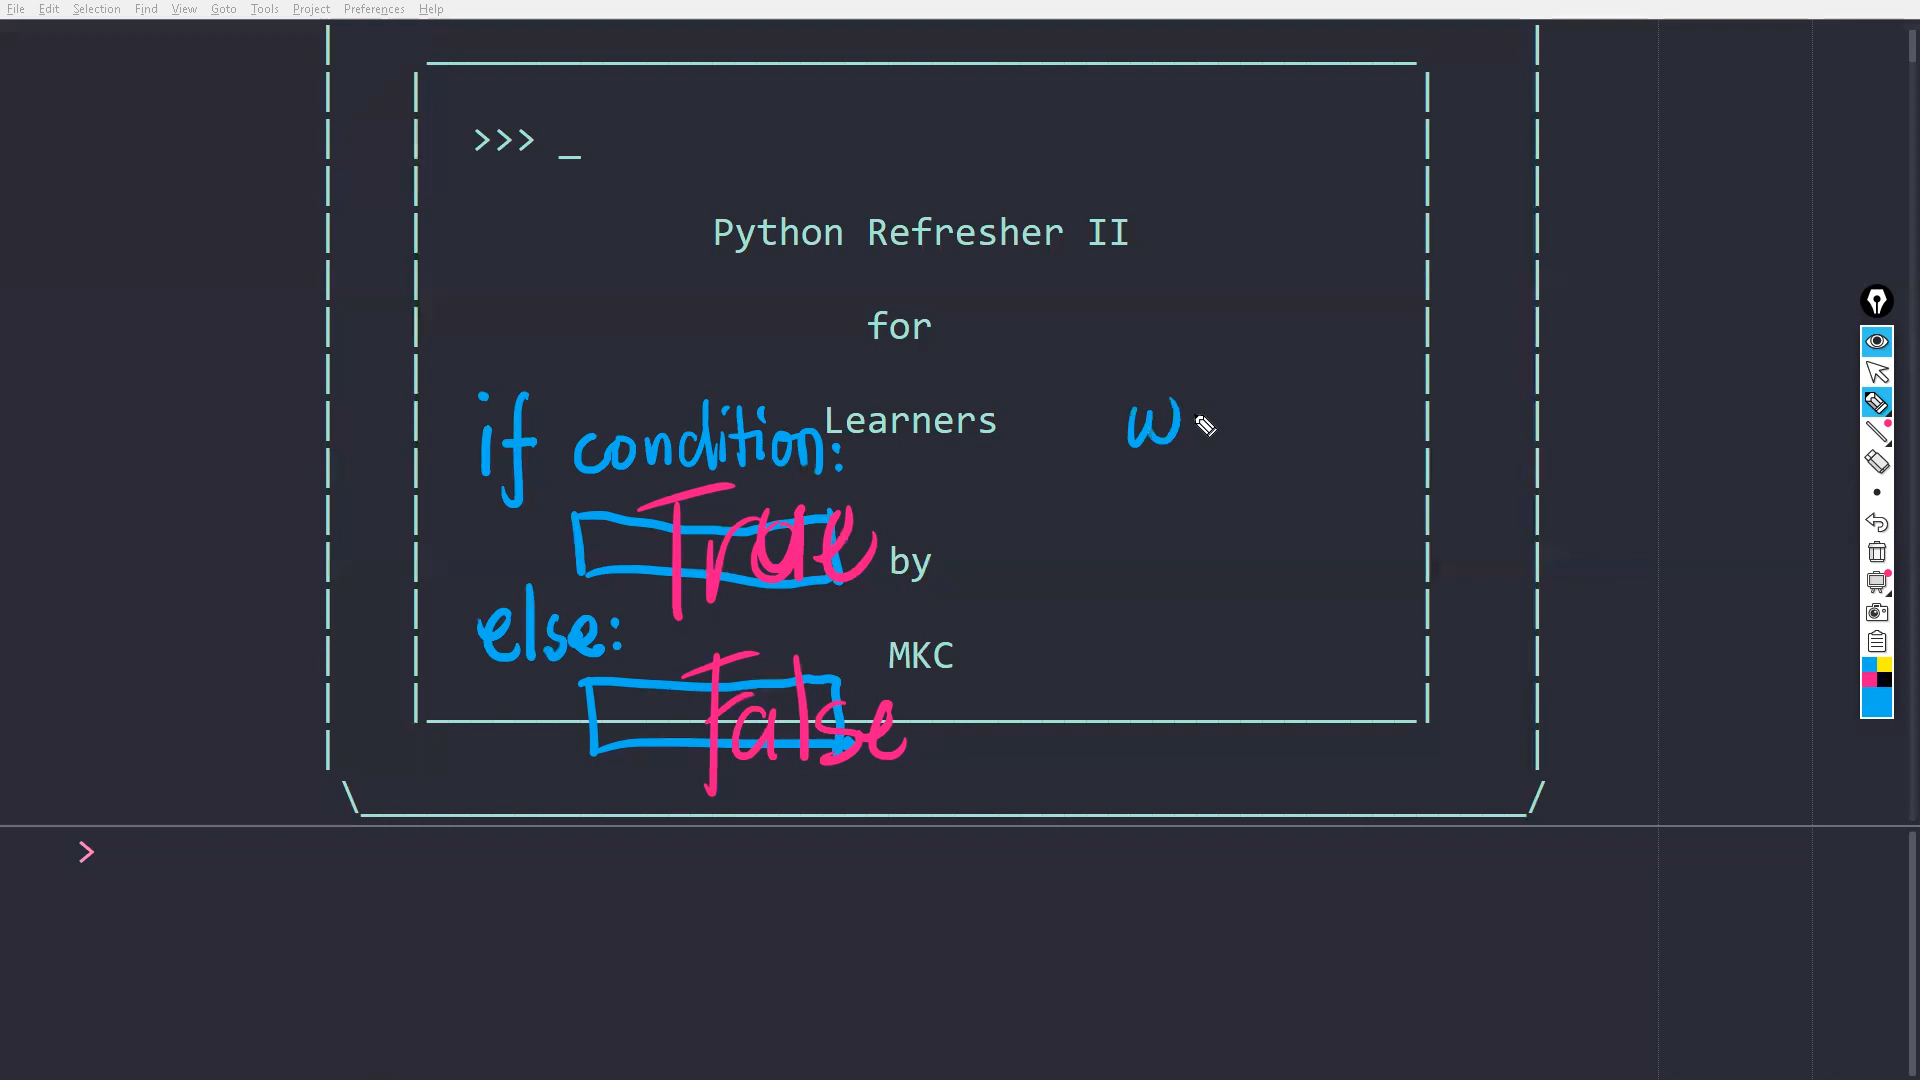 File Edit Selection Find View Goto Tools Project Preferences Help
>>> _
Python Refresher II
for
Learners
by
MKC
if condition:
True
else:
False
w
>